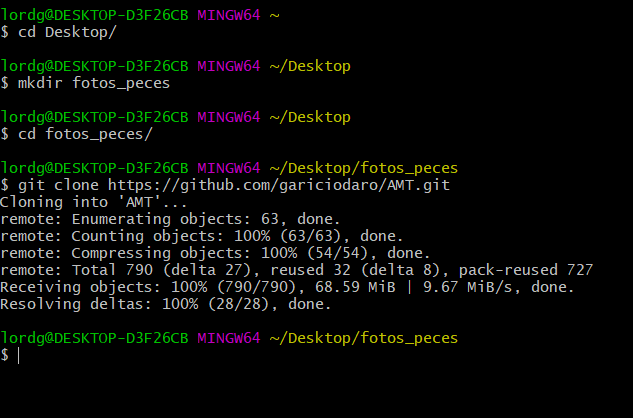 lordg@DESKTOP-D3F26CB MINGW64 ~
$ cd Desktop/
lordg@DESKTOP-D3F26CB MINGW64 ~/Desktop
$ mkdir fotos_peces
lordg@DESKTOP-D3F26CB MINGW64 ~/Desktop
$ cd fotos_peces/
lordg@DESKTOP-D3F26CB MINGW64 ~/Desktop/fotos_peces
$ git clone https://github.com/gariciodaro/AMT.git
Cloning into 'AMT'...
remote: Enumerating objects: 63, done.
remote: Counting objects: 100% (63/63), done.
remote: Compressing objects: 100% (54/54), done.
remote: Total 790 (delta 27), reused 32 (delta 8), pack-reused 727
Receiving objects: 100% (790/790), 68.59 MiB | 9.67 MiB/s, done.
Resolving deltas: 100% (28/28), done.
lordg@DESKTOP-D3F26CB MINGW64 ~/Desktop/fotos_peces
$